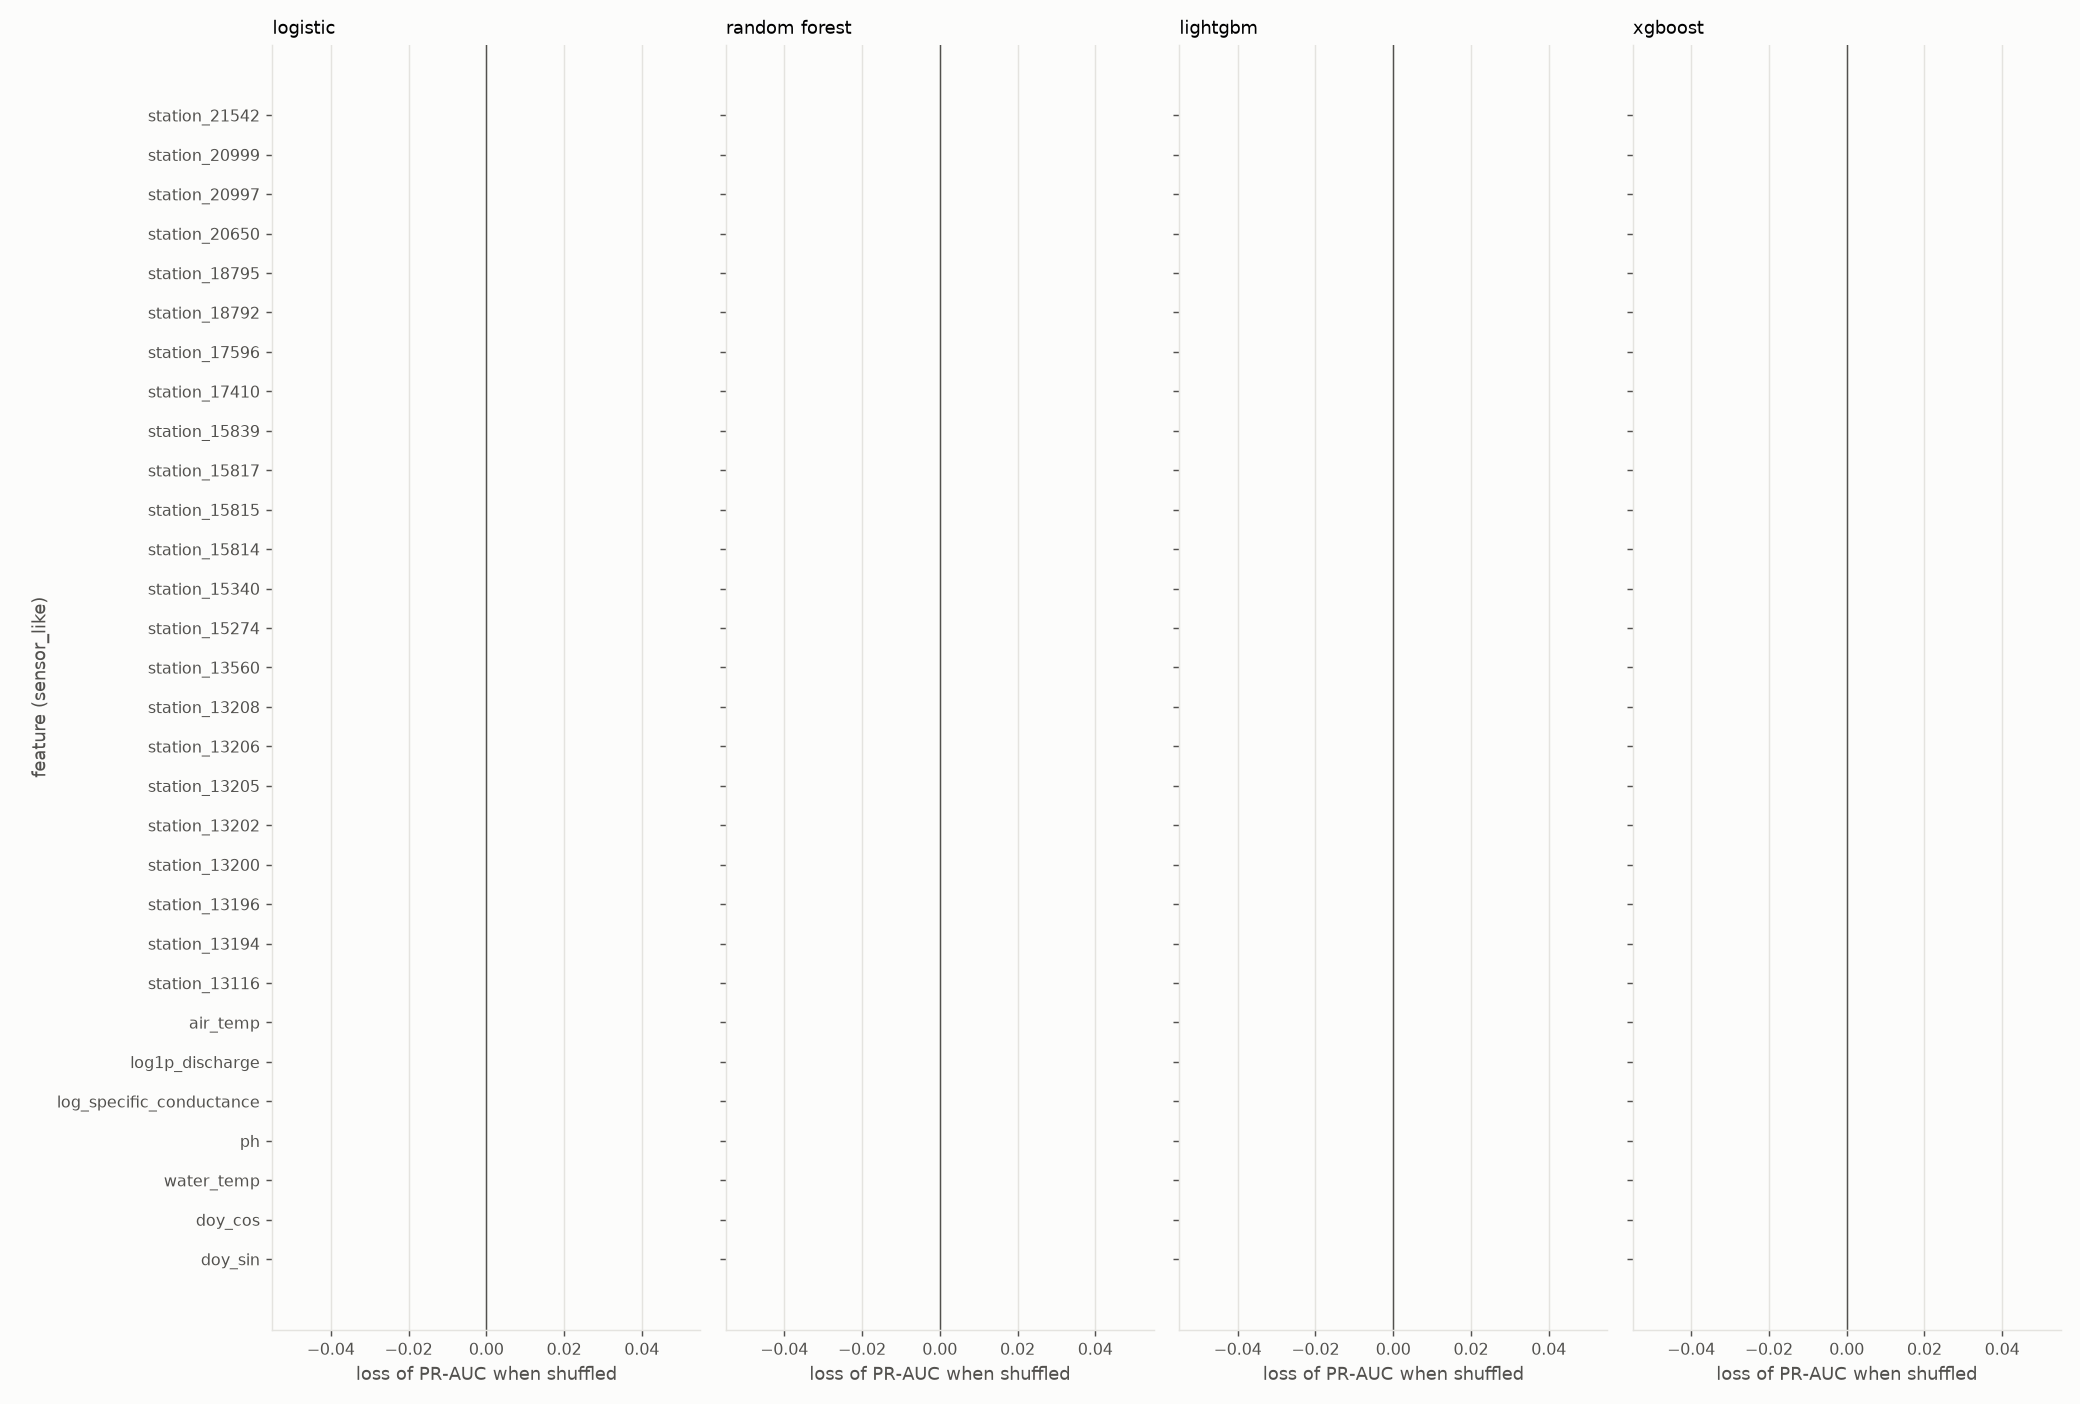 logistic
random forest
lightgbm
xgboost
feature (sensor_like)
station_21542
station_20999
station_20997
station_20650
station_18795
station_18792
station_17596
station_17410
station_15839
station_15817
station_15815
station_15814
station_15340
station_15274
station_13560
station_13208
station_13206
station_13205
station_13202
station_13200
station_13196
station_13194
station_13116
air_temp
log1p_discharge
log_specific_conductance
ph
water_temp
doy_cos
doy_sin
−0.04 −0.02 0.00 0.02 0.04
loss of PR-AUC when shuffled
−0.04 −0.02 0.00 0.02 0.04
loss of PR-AUC when shuffled
−0.04 −0.02 0.00 0.02 0.04
loss of PR-AUC when shuffled
−0.04 −0.02 0.00 0.02 0.04
loss of PR-AUC when shuffled